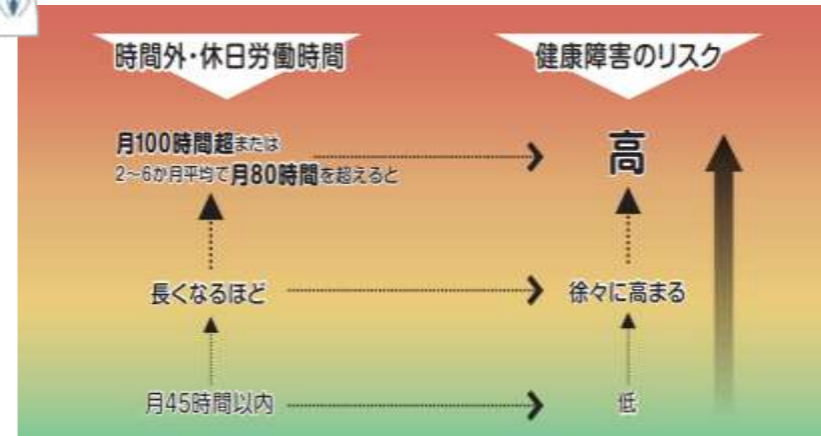 時間外・休日労働時間
健康障害のリスク
月100時間超または
2〜6か月平均で月80時間を超えると
高
長くなるほど
徐々に高まる
月45時間以内
低